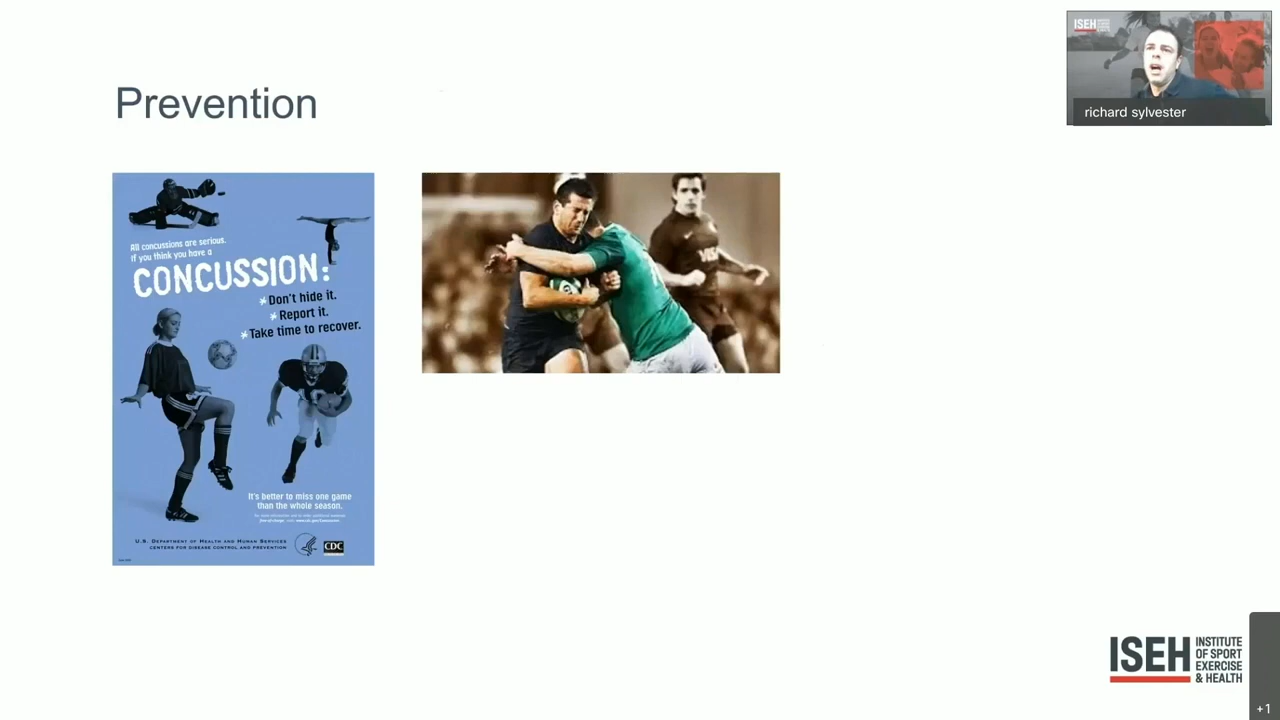 Prevention
ISEH
richard sylvester
All concussions are serious.
If you think you have a
CONCUSSION:
* Don't hide it.
* Report it.
* Take time to recover.
VISA
It's better to miss one game
than the whole season.
U.S. DEPARTMENT OF HEALTH AND HUMAN SERVICES
CENTERS FOR DISEASE CONTROL AND PREVENTION
CDC
ISEH
INSTITUTE
OF SPORT
EXERCISE
& HEALTH
+1